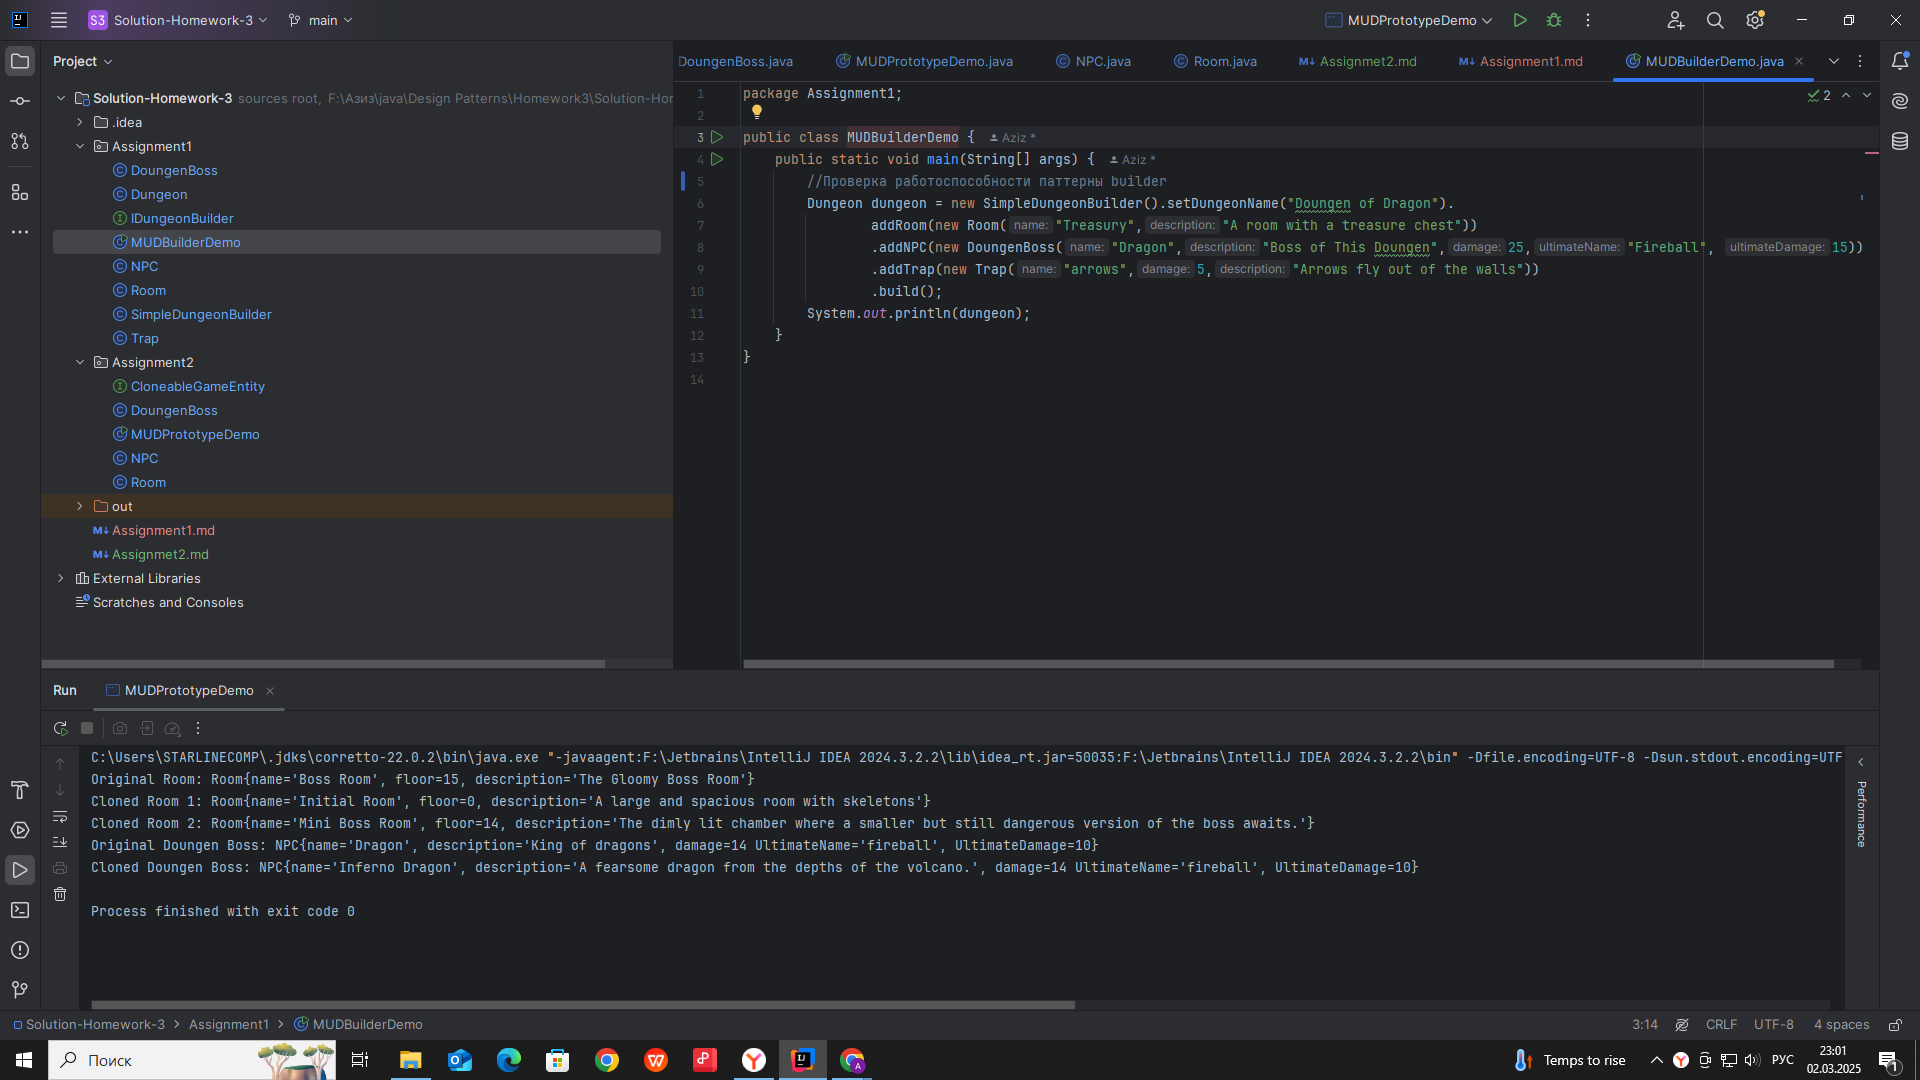 S3 Solution-Homework-3 main MUDPrototypeDemo
Project
Solution-Homework-3 sources root, F:\Азиз\java\Design Patterns\Homework3\Solution-Hor
.idea
Assignment1
DoungenBoss
Dungeon
IDungeonBuilder
MUDBuilderDemo
NPC
Room
SimpleDungeonBuilder
Trap
Assignment2
CloneableGameEntity
DoungenBoss
MUDPrototypeDemo
NPC
Room
out
Assignment1.md
Assignmet2.md
External Libraries
Scratches and Consoles
DoungenBoss.java MUDPrototypeDemo.java NPC.java Room.java Assignmet2.md Assignment1.md MUDBuilderDemo.java
2
1 package Assignment1;
2
3 public class MUDBuilderDemo { Aziz *
4 public static void main(String[] args) { Aziz *
5 //Проверка работоспособности паттерны builder
6 Dungeon dungeon = new SimpleDungeonBuilder().setDungeonName("Doungen of Dragon").
7 addRoom(new Room( name: "Treasury", description: "A room with a treasure chest"))
8 .addNPC(new DoungenBoss( name: "Dragon", description: "Boss of This Doungen", damage: 25, ultimateName: "Fireball", ultimateDamage: 15))
9 .addTrap(new Trap( name: "arrows", damage: 5, description: "Arrows fly out of the walls"))
10 .build();
11 System.out.println(dungeon);
12 }
13 }
14
Run MUDPrototypeDemo
C:\Users\STARLINECOMP\.jdks\corretto-22.0.2\bin\java.exe "-javaagent:F:\Jetbrains\IntelliJ IDEA 2024.3.2.2\lib\idea_rt.jar=50035:F:\Jetbrains\IntelliJ IDEA 2024.3.2.2\bin" -Dfile.encoding=UTF-8 -Dsun.stdout.encoding=UTF
Original Room: Room{name='Boss Room', floor=15, description='The Gloomy Boss Room'}
Cloned Room 1: Room{name='Initial Room', floor=0, description='A large and spacious room with skeletons'}
Cloned Room 2: Room{name='Mini Boss Room', floor=14, description='The dimly lit chamber where a smaller but still dangerous version of the boss awaits.'}
Original Doungen Boss: NPC{name='Dragon', description='King of dragons', damage=14 UltimateName='fireball', UltimateDamage=10}
Cloned Doungen Boss: NPC{name='Inferno Dragon', description='A fearsome dragon from the depths of the volcano.', damage=14 UltimateName='fireball', UltimateDamage=10}
Process finished with exit code 0
Performance
Solution-Homework-3 > Assignment1 > MUDBuilderDemo
3:14 CRLF UTF-8 4 spaces
Поиск
Temps to rise
РУС
23:01
02.03.2025
1